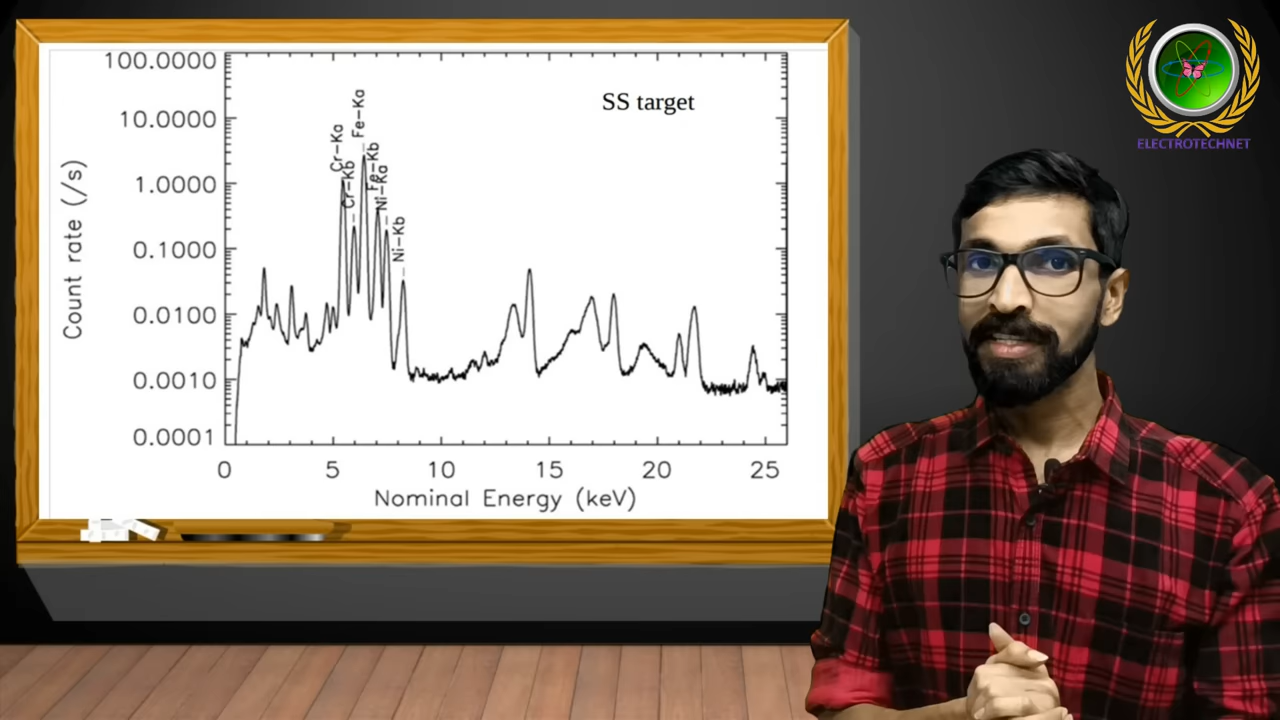 ELECTROTECHNET
SS target
100.0000
10.0000
1.0000
0.1000
0.0100
0.0010
0.0001
Count rate (/s)
Cr-Ka
Cr-Kb
Fe-Ka
Fe-Kb
Ni-Ka
Ni-Kb
0 5 10 15 20 25
Nominal Energy (keV)